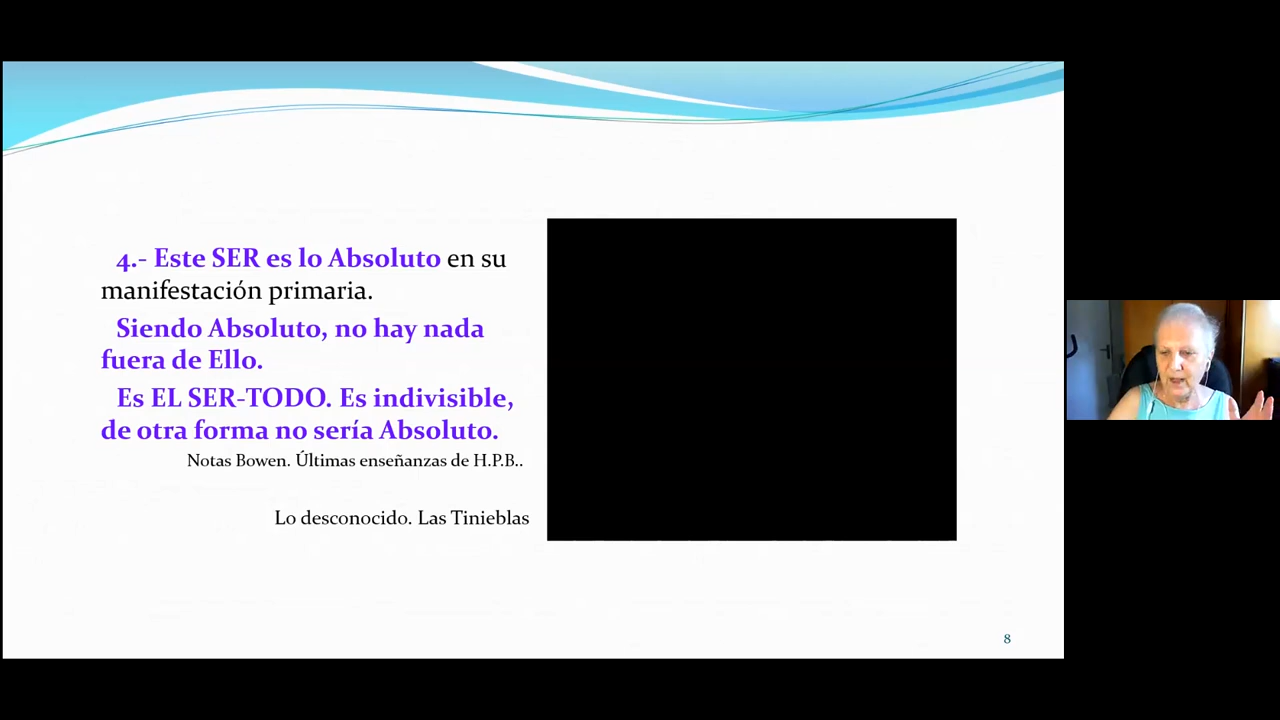 4.- Este SER es lo Absoluto en su
manifestación primaria.
Siendo Absoluto, no hay nada
fuera de Ello.
Es EL SER-TODO. Es indivisible,
de otra forma no sería Absoluto.
Notas Bowen. Últimas enseñanzas de H.P.B..
Lo desconocido. Las Tinieblas
8